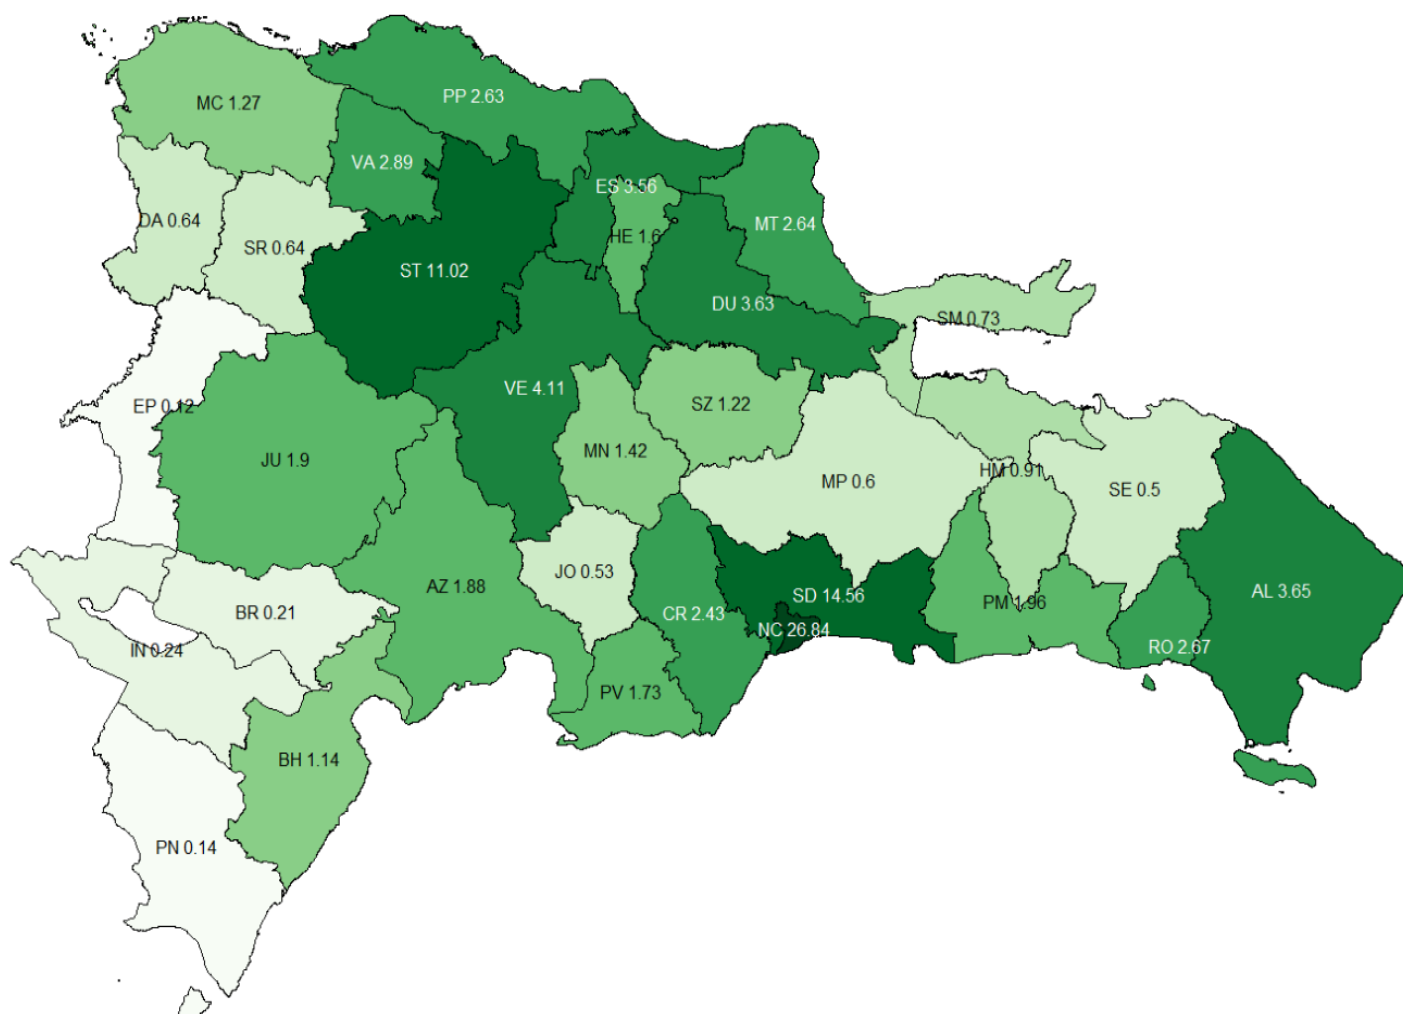 PP 2.63
MC 1.27
VA 2.89
ES 3.56
DA 0.64
MT 2.64
HE 1.6
SR 0.64
ST 11.02
DU 3.63
SM 0.73
VE 4.11
SZ 1.22
EP 0.12
MN 1.42
JU 1.9
HM 0.91
MP 0.6
SE 0.5
JO 0.53
AZ 1.88
AL 3.65
SD 14.56
PM 1.96
BR 0.21
CR 2.43
NC 26.84
RO 2.67
IN 0.24
PV 1.73
BH 1.14
PN 0.14